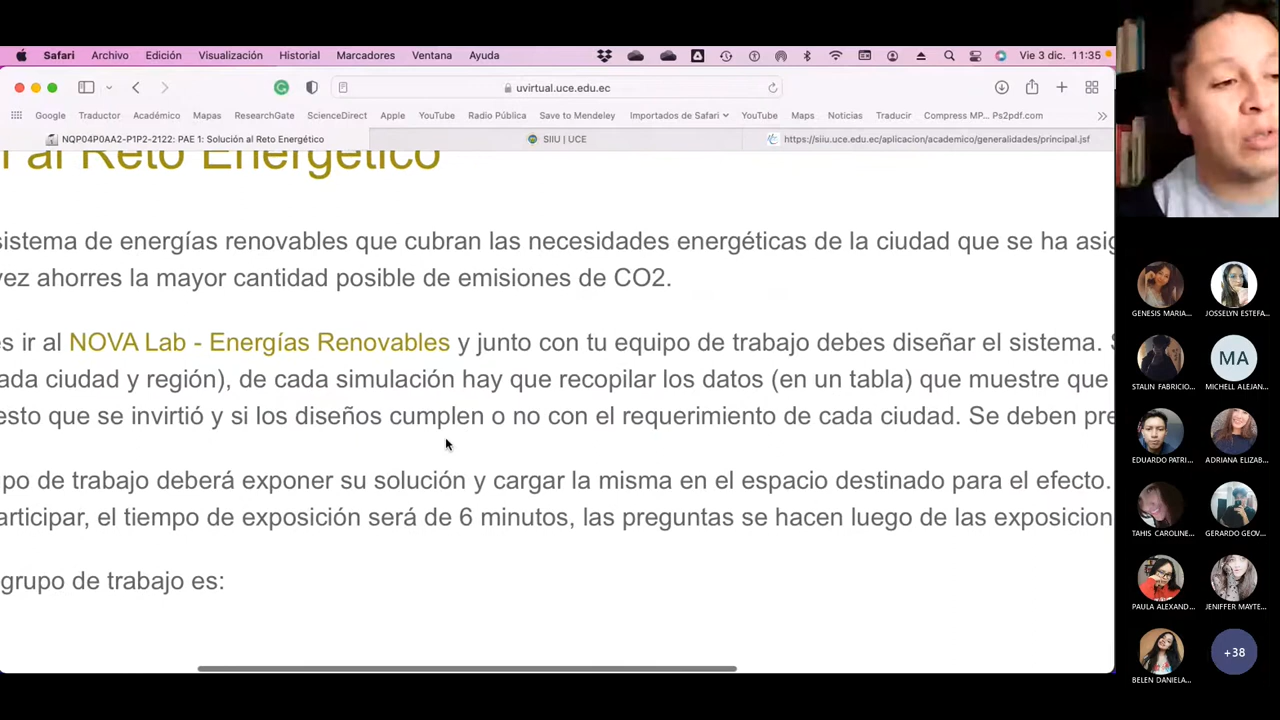 Safari Archivo Edición Visualización Historial Marcadores Ventana Ayuda Vie 3 dic. 11:35
uvirtual.uce.edu.ec
Google Traductor Académico Mapas ResearchGate ScienceDirect Apple YouTube Radio Pública Save to Mendeley Importados de Safari YouTube Maps Noticias Traducir Compress MP... Ps2pdf.com
NQP04P0AA2-P1P2-2122: PAE 1: Solución al Reto Energético SIIU | UCE https://siiu.uce.edu.ec/aplicacion/academico/generalidades/principal.jsf
al Reto Energético
sistema de energías renovables que cubran las necesidades energéticas de la ciudad que se ha asig
vez ahorres la mayor cantidad posible de emisiones de CO2.
es ir al NOVA Lab - Energías Renovables y junto con tu equipo de trabajo debes diseñar el sistema. S
ada ciudad y región), de cada simulación hay que recopilar los datos (en un tabla) que muestre que
esto que se invirtió y si los diseños cumplen o no con el requerimiento de cada ciudad. Se deben pre
po de trabajo deberá exponer su solución y cargar la misma en el espacio destinado para el efecto.
articipar, el tiempo de exposición será de 6 minutos, las preguntas se hacen luego de las exposicion
grupo de trabajo es:
GENESIS MARIA... JOSSELYN ESTEFA...
MA
STALIN FABRICIO... MICHELL ALEJAN...
EDUARDO PATRI... ADRIANA ELIZAB...
TAHIS CAROLINE... GERARDO GEOV...
PAULA ALEXAND... JENIFFER MAYTE...
+38
BELEN DANIELA...